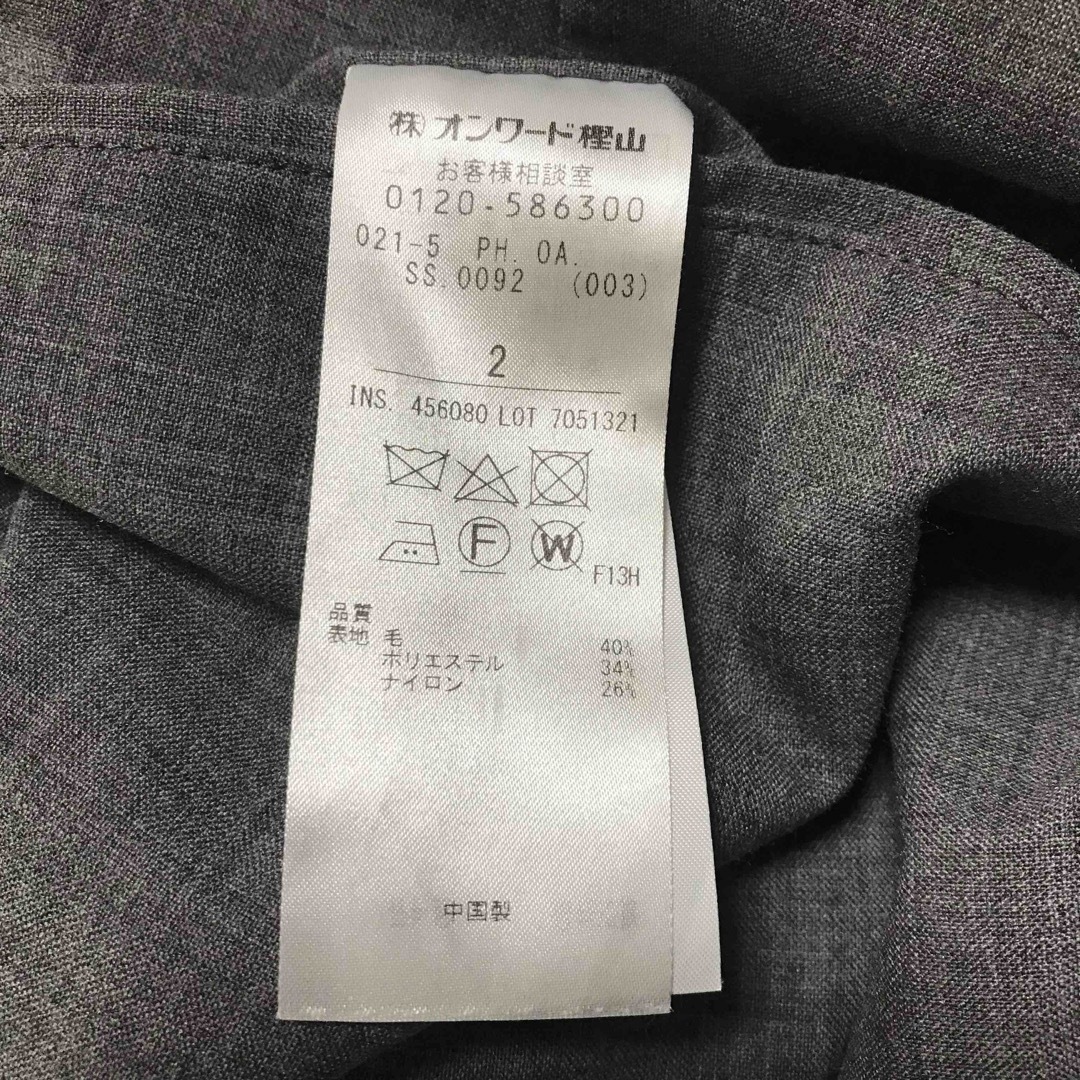 ㈱オンワード樫山
お客様相談室
0120-586300
021-5 PH. OA.
SS.0092 (003)
2
INS. 456080 LOT 7051321
F W F13H
品質
表地 毛 40%
ポリエステル 34%
ナイロン 26%
中国製